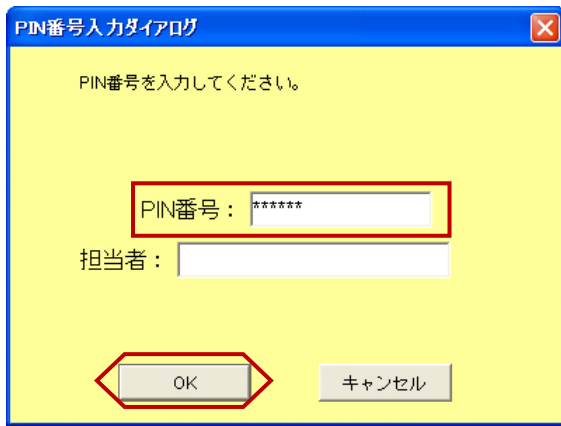 PIN番号入力ダイアログ
PIN番号を入力してください。
PIN番号： ******
担当者：
OK キャンセル